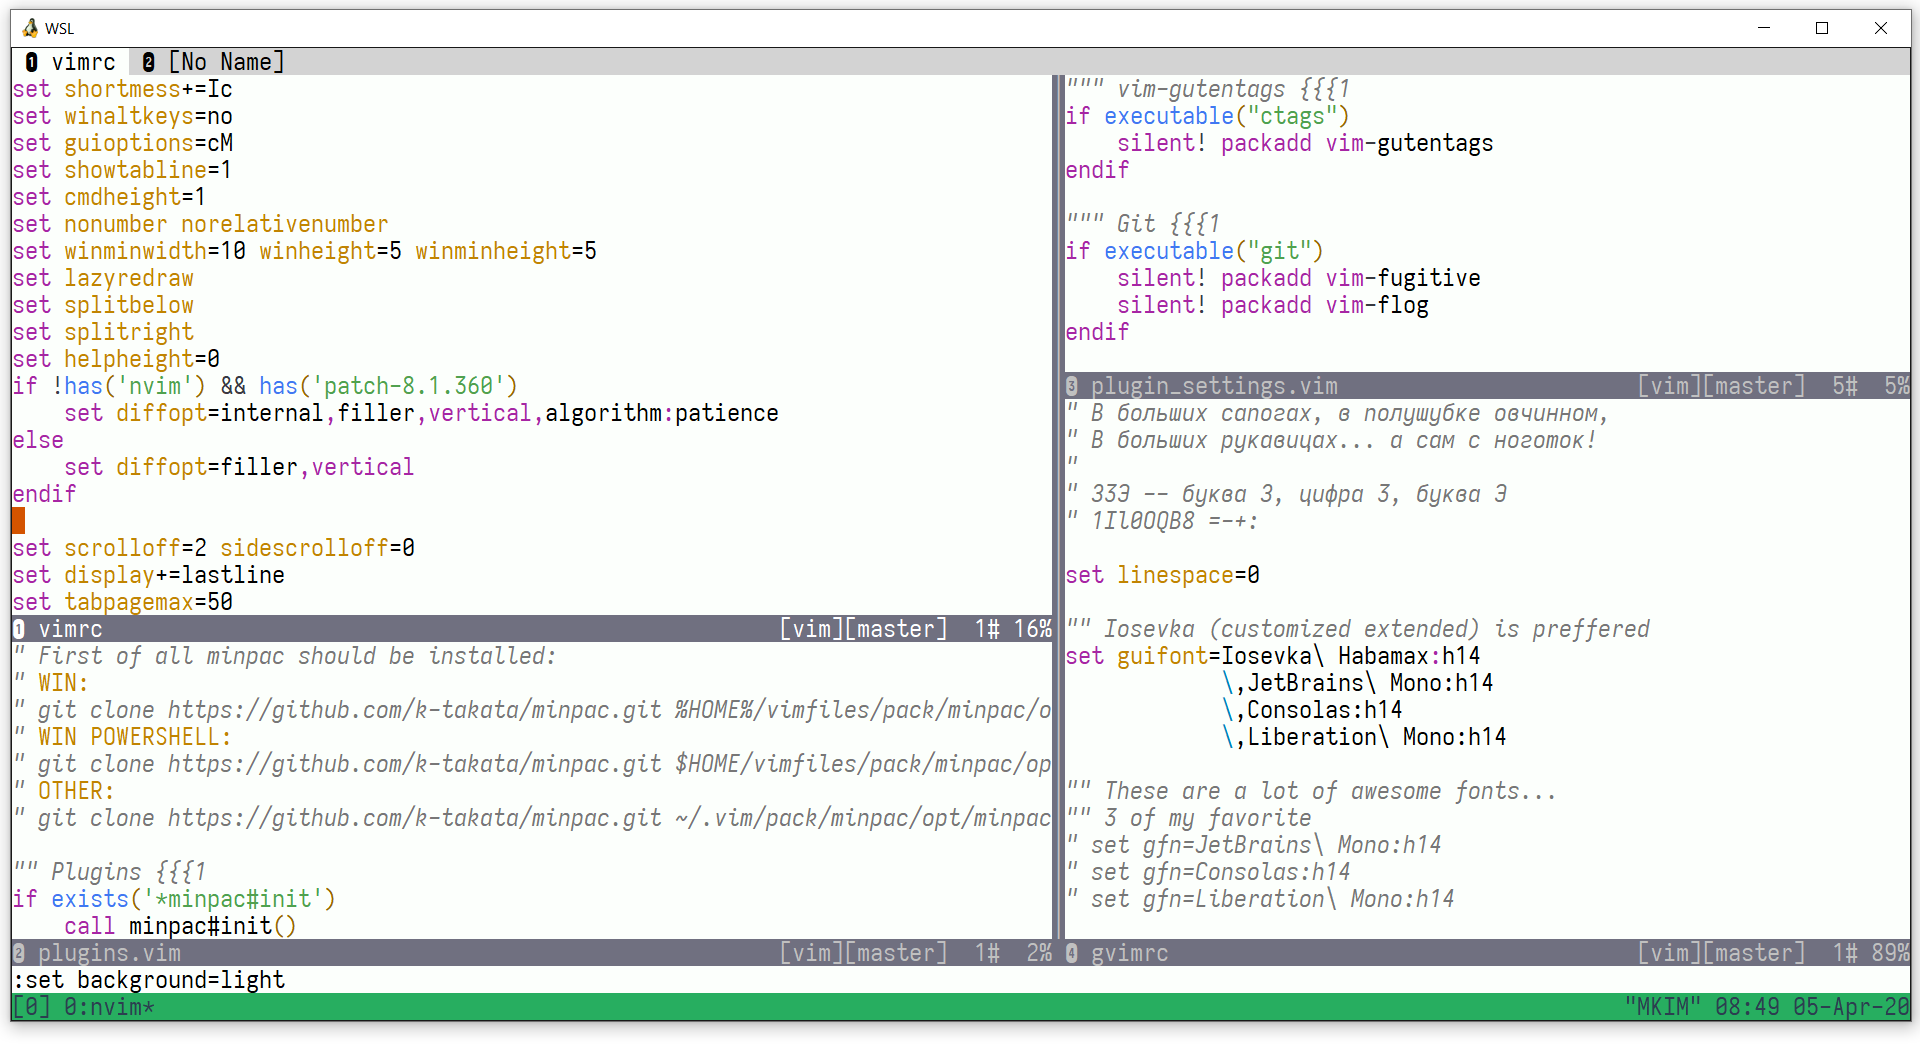 WSL
1 vimrc 2 [No Name]
set shortmess+=Ic
set winaltkeys=no
set guioptions=cM
set showtabline=1
set cmdheight=1
set nonumber norelativenumber
set winminwidth=10 winheight=5 winminheight=5
set lazyredraw
set splitbelow
set splitright
set helpheight=0
if !has('nvim') && has('patch-8.1.360')
    set diffopt=internal,filler,vertical,algorithm:patience
else
    set diffopt=filler,vertical
endif
set scrolloff=2 sidescrolloff=0
set display+=lastline
set tabpagemax=50
1 vimrc [vim][master] 1# 16%
" First of all minpac should be installed:
" WIN:
" git clone https://github.com/k-takata/minpac.git %HOME%/vimfiles/pack/minpac/o
" WIN POWERSHELL:
" git clone https://github.com/k-takata/minpac.git $HOME/vimfiles/pack/minpac/op
" OTHER:
" git clone https://github.com/k-takata/minpac.git ~/.vim/pack/minpac/opt/minpac
"" Plugins {{{1
if exists('*minpac#init')
    call minpac#init()
2 plugins.vim [vim][master] 1# 2%
""" vim-gutentags {{{1
if executable("ctags")
    silent! packadd vim-gutentags
endif
""" Git {{{1
if executable("git")
    silent! packadd vim-fugitive
    silent! packadd vim-flog
endif
3 plugin_settings.vim [vim][master] 5# 5%
" В больших сапогах, в полушубке овчинном,
" В больших рукавицах... а сам с ноготок!
"
" З3Э -- буква З, цифра 3, буква Э
" 1Il0OQB8 =-+:
set linespace=0
"" Iosevka (customized extended) is preffered
set guifont=Iosevka\ Habamax:h14
            \,JetBrains\ Mono:h14
            \,Consolas:h14
            \,Liberation\ Mono:h14
"" These are a lot of awesome fonts...
"" 3 of my favorite
" set gfn=JetBrains\ Mono:h14
" set gfn=Consolas:h14
" set gfn=Liberation\ Mono:h14
4 gvimrc [vim][master] 1# 89%
:set background=light
[0] 0:nvim* "MKIM" 08:49 05-Apr-20